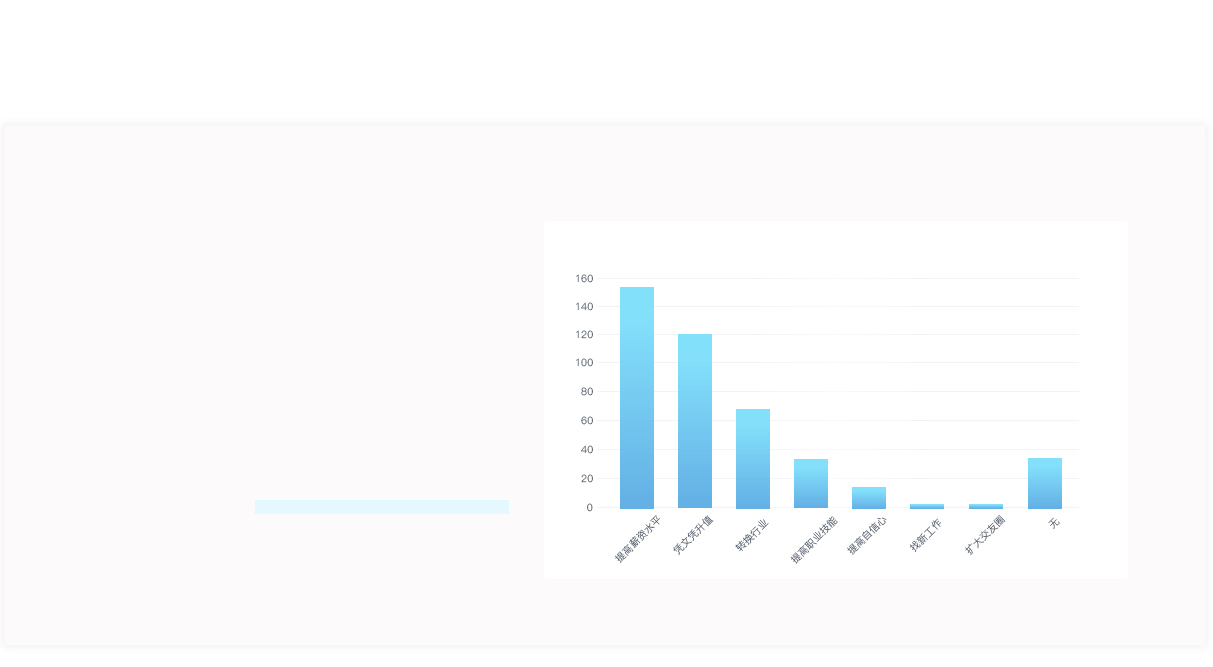 160
140
120
100
80
60
40
20
0
提高薪资水平
凭文凭升值
转换行业
提高职业技能
提高自信心
找新工作
扩大交友圈
无